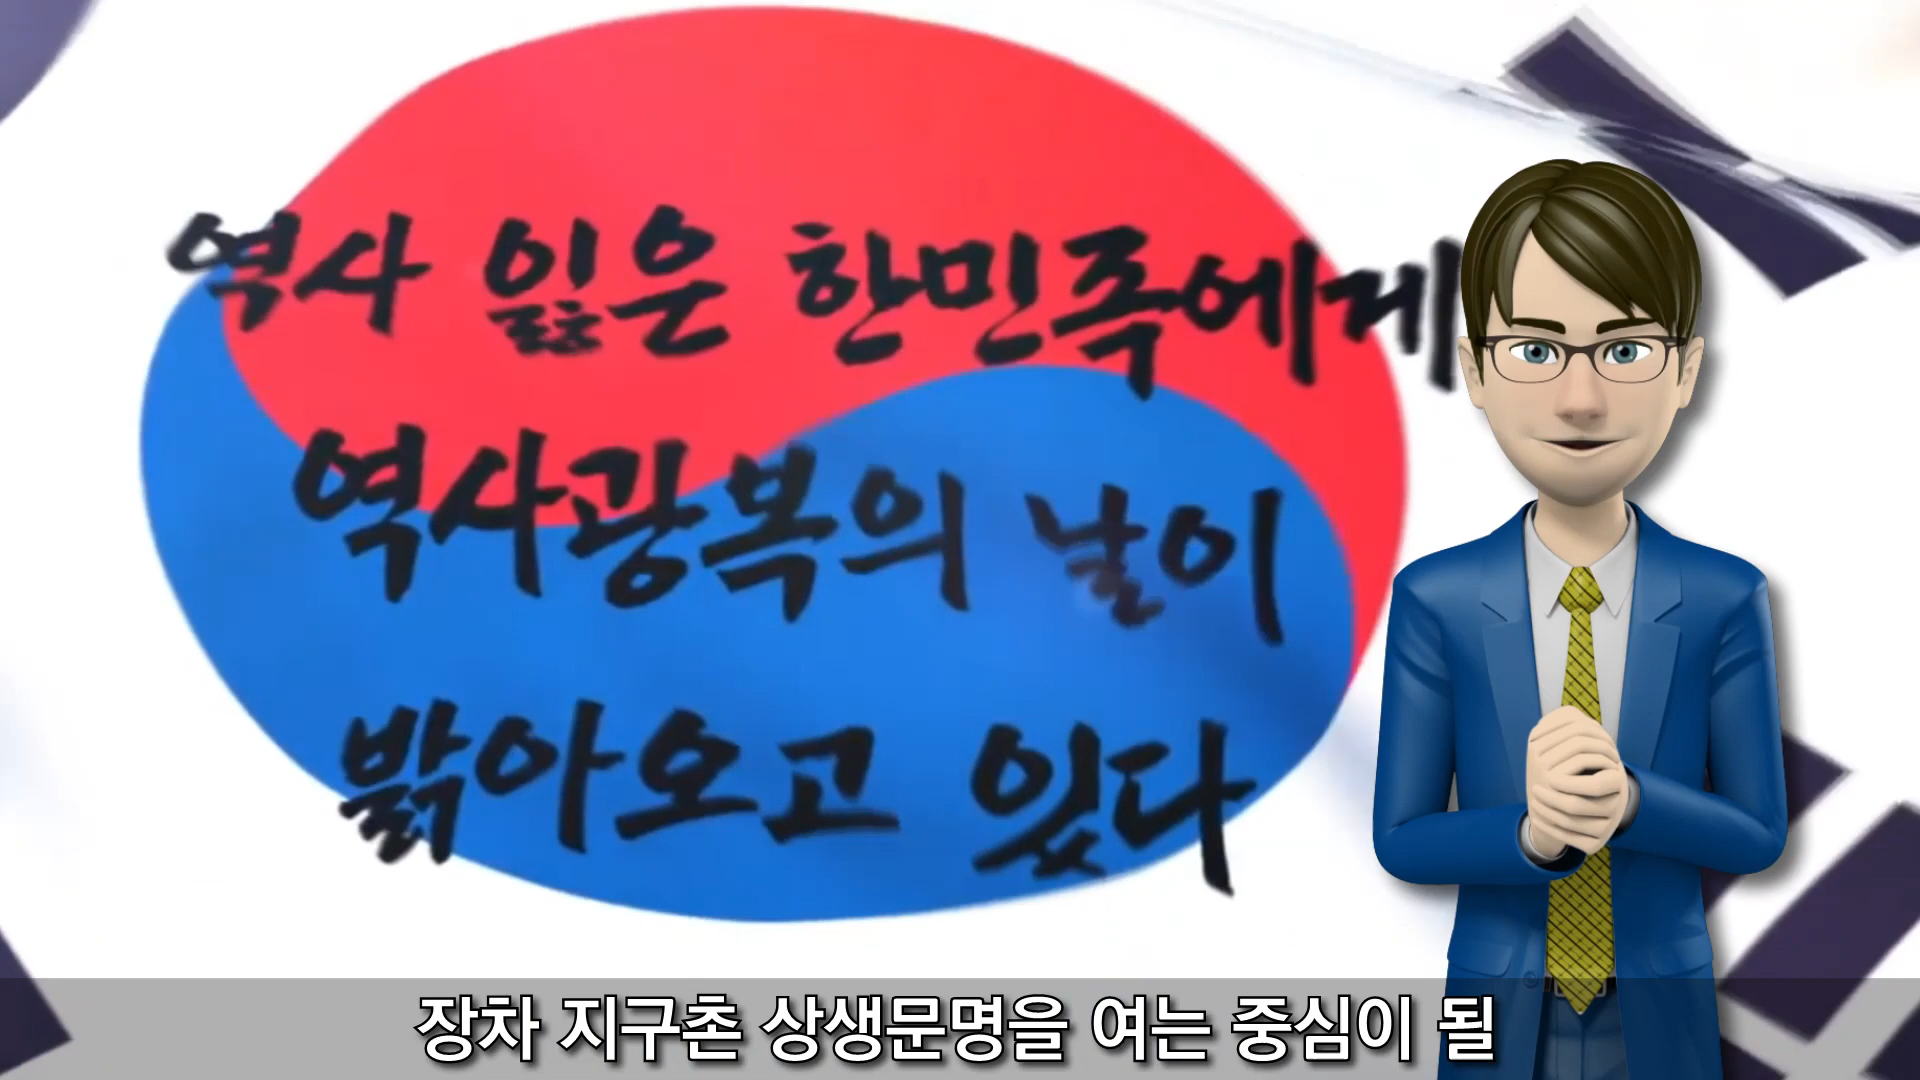 역사 잃은 한민족에게
역사광복의 날이
밝아오고 있다
장차 지구촌 상생문명을 여는 중심이 될